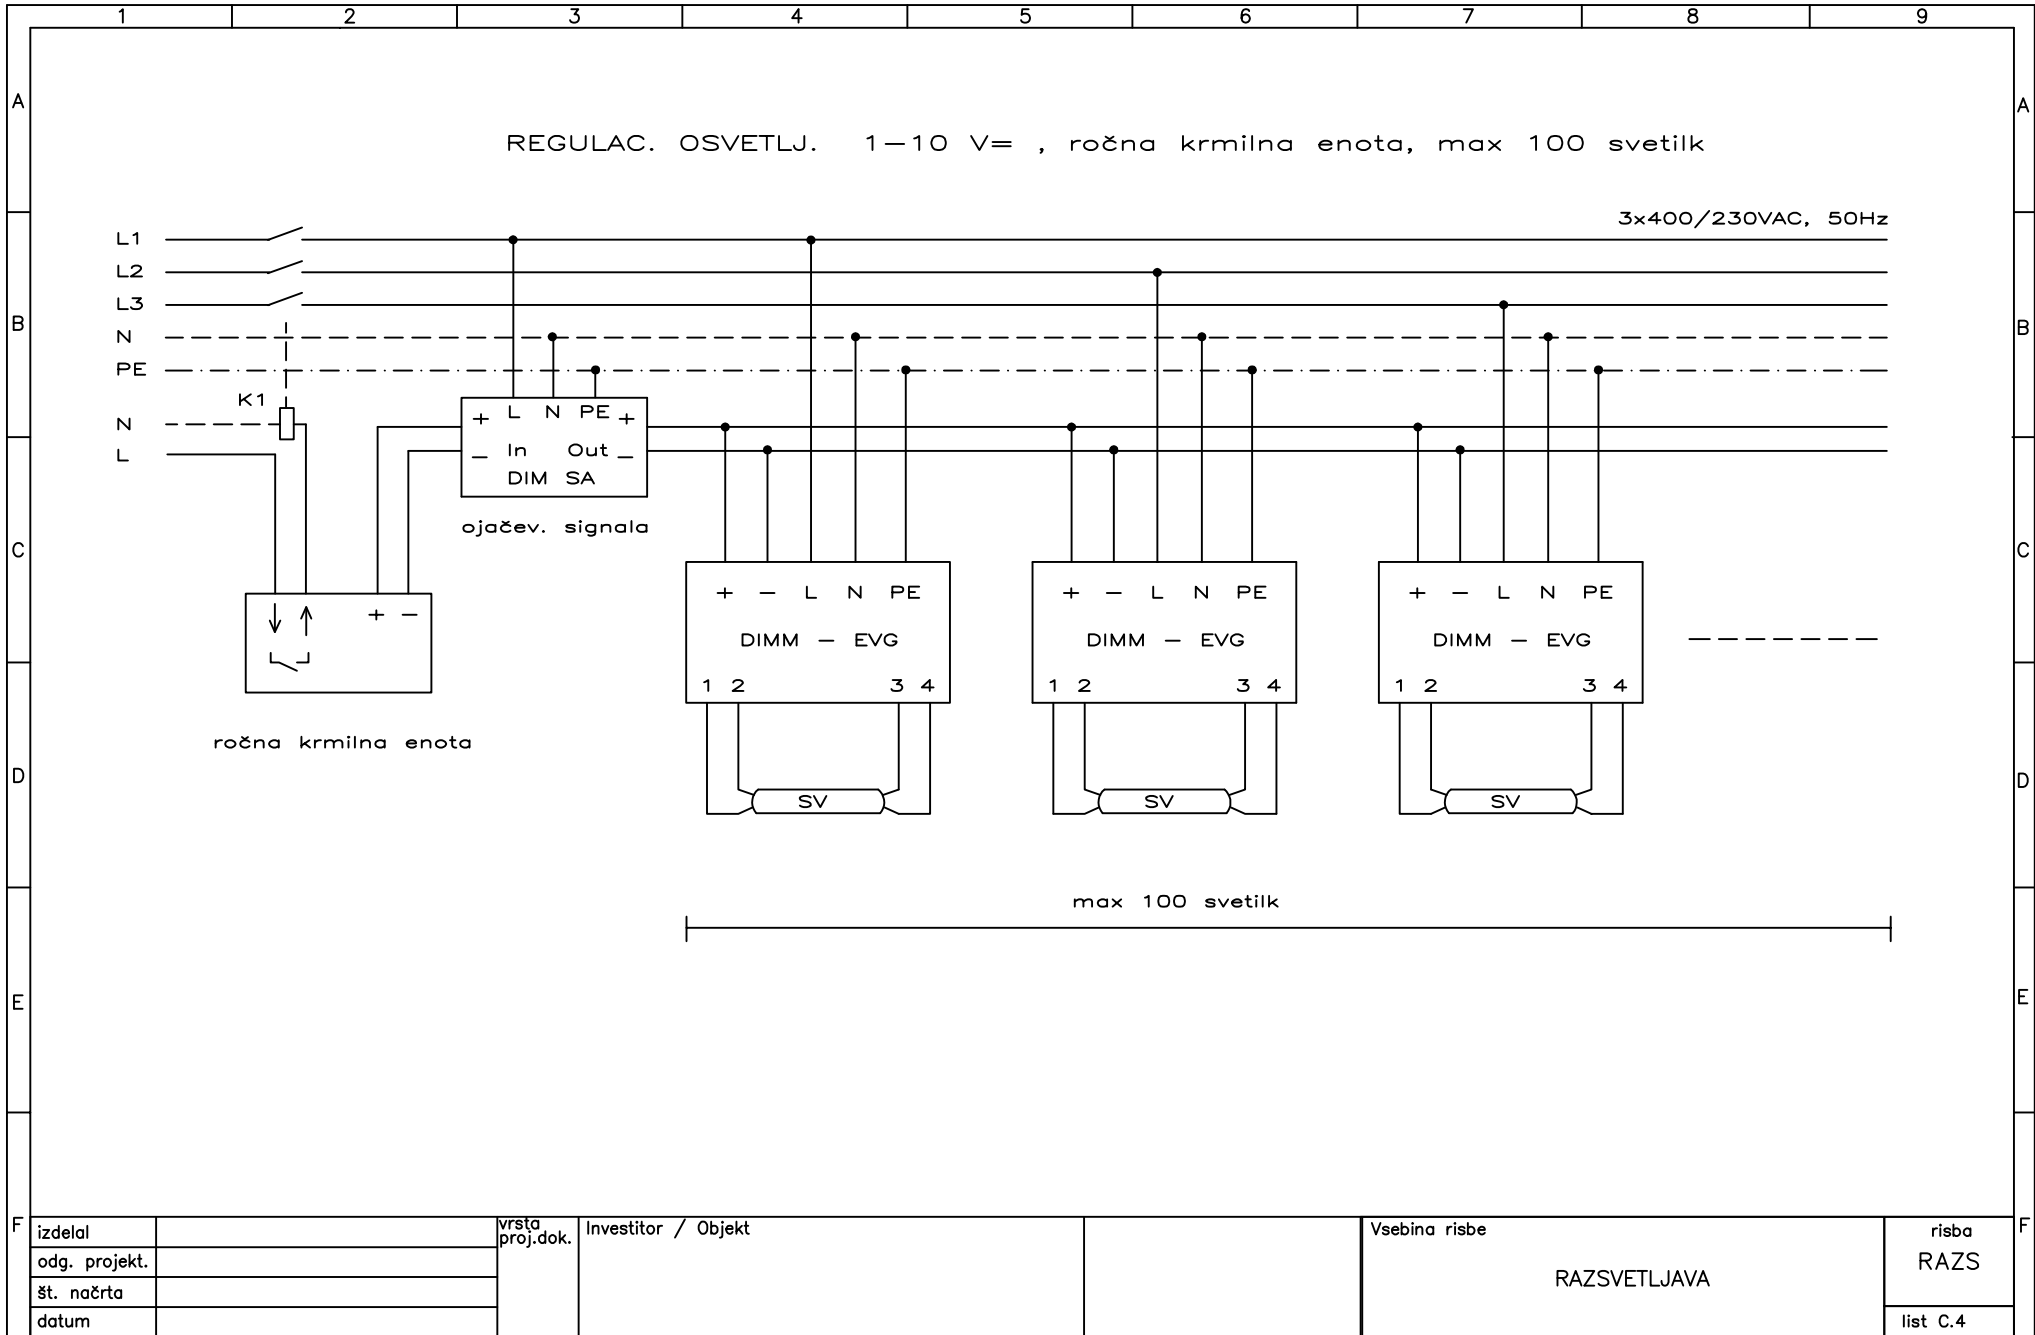 1 2 3 4 5 6 7 8 9
A A
REGULAC. OSVETLJ. 1–10 V= , ročna krmilna enota, max 100 svetilk
3x400/230VAC, 50Hz
L1
L2
L3
B B
N
PE
K1
N
L
+ L N PE +
– In Out –
DIM SA
ojačev. signala
C C
+ – L N PE + – L N PE + – L N PE
+ –
DIMM – EVG DIMM – EVG DIMM – EVG
1 2 3 4 1 2 3 4 1 2 3 4
ročna krmilna enota
D D
SV SV SV
max 100 svetilk
E E
F F
izdelal
odg. projekt.
št. načrta
datum
vrsta
proj.dok.
Investitor / Objekt
Vsebina risbe
RAZSVETLJAVA
risba
RAZS
list C.4